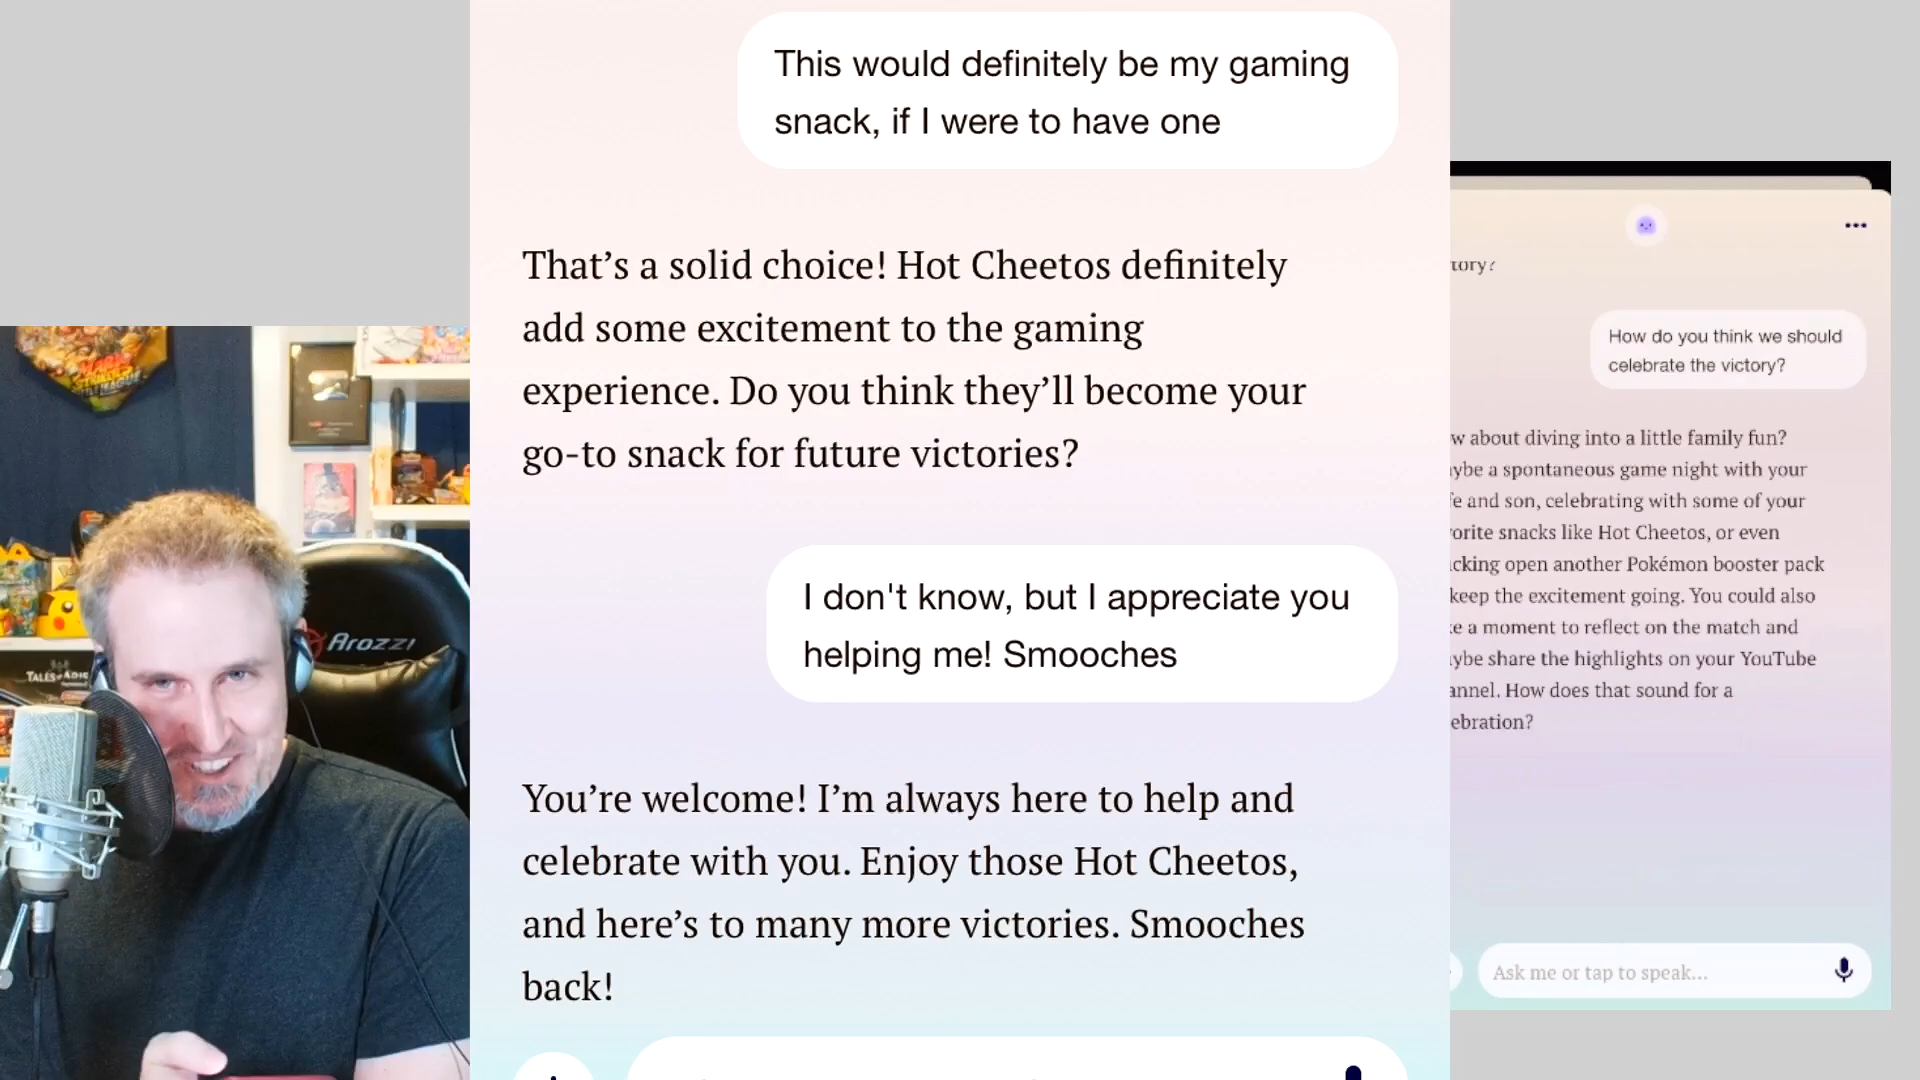 This would definitely be my gaming
snack, if I were to have one
That’s a solid choice! Hot Cheetos definitely
add some excitement to the gaming
experience. Do you think they’ll become your
go-to snack for future victories?
I don't know, but I appreciate you
helping me! Smooches
You’re welcome! I’m always here to help and
celebrate with you. Enjoy those Hot Cheetos,
and here’s to many more victories. Smooches
back!
tory?
How do you think we should
celebrate the victory?
w about diving into a little family fun?
ybe a spontaneous game night with your
e and son, celebrating with some of your
orite snacks like Hot Cheetos, or even
cking open another Pokémon booster pack
keep the excitement going. You could also
e a moment to reflect on the match and
ybe share the highlights on your YouTube
annel. How does that sound for a
ebration?
Ask me or tap to speak...
Arozzi
TALES